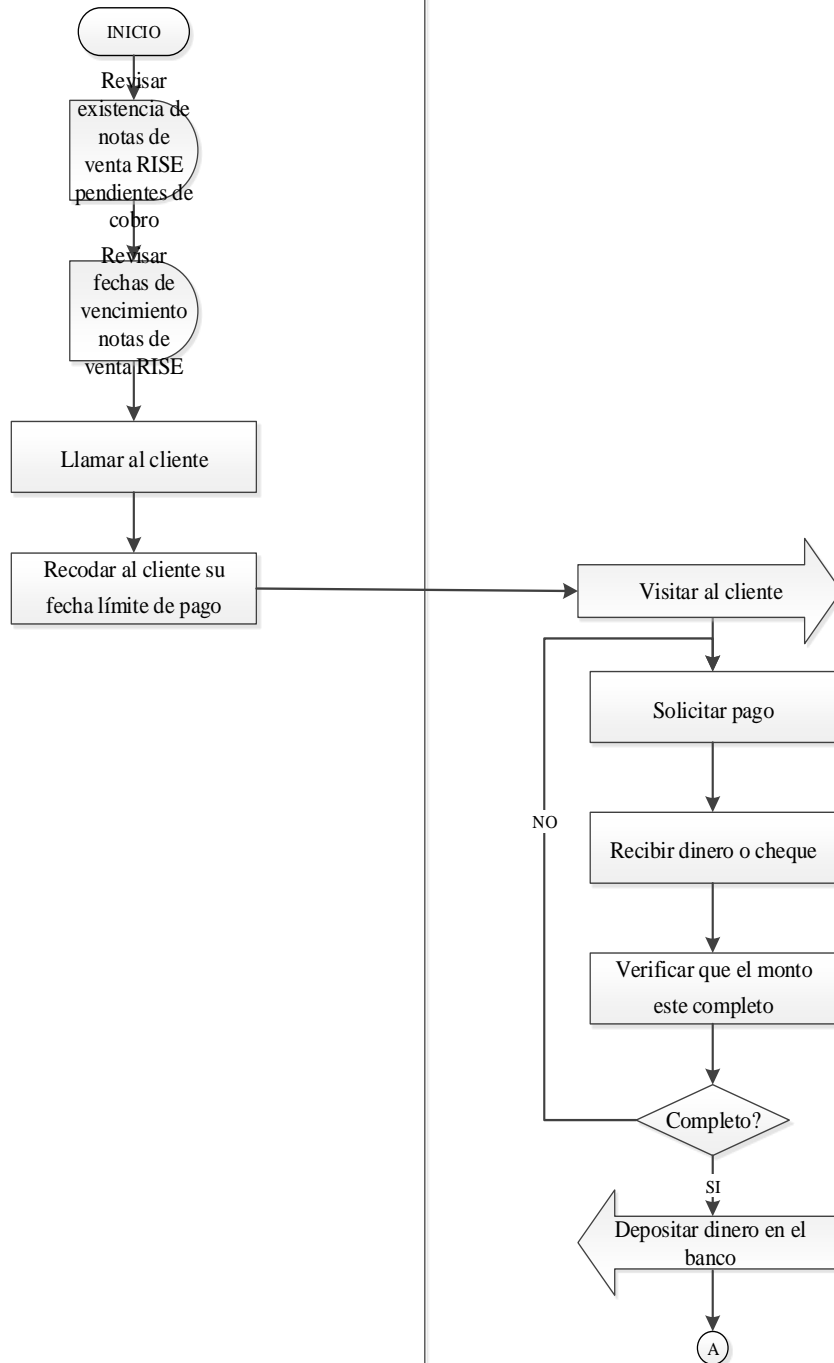 INICIO
Revisar
existencia de
notas de
venta RISE
pendientes de
cobro
Revisar
fechas de
vencimiento
notas de
venta RISE
Llamar al cliente
Recodar al cliente su
fecha límite de pago
Visitar al cliente
Solicitar pago
NO
Recibir dinero o cheque
Verificar que el monto
este completo
Completo?
SI
Depositar dinero en el
banco
A